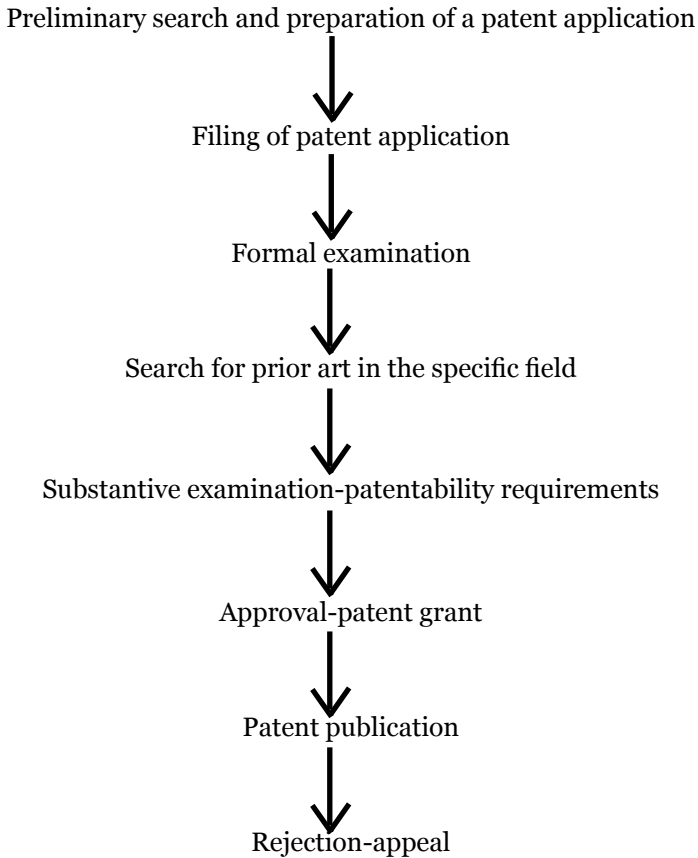 Preliminary search and preparation of a patent application
Filing of patent application
Formal examination
Search for prior art in the specific field
Substantive examination-patentability requirements
Approval-patent grant
Patent publication
Rejection-appeal